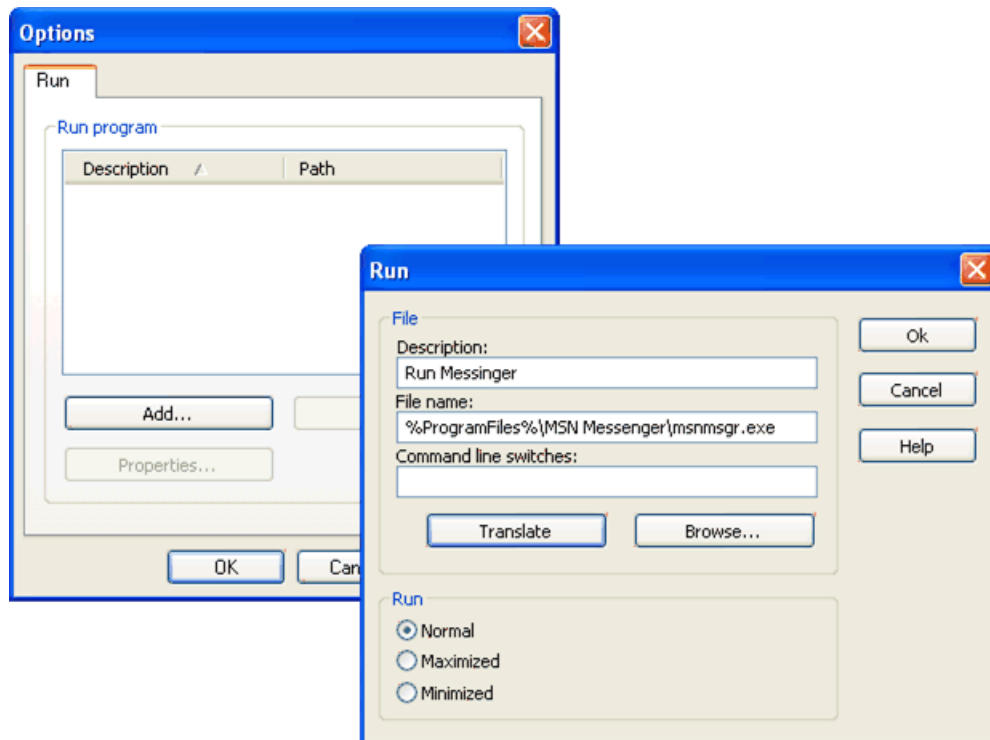 Options
Run
Run program
Description Path
Add...
Properties...
OK Can
Run
File
Description:
Run Messinger
File name:
%ProgramFiles%\MSN Messenger\msnmsgr.exe
Command line switches:
Translate Browse...
Ok
Cancel
Help
Run
Normal
Maximized
Minimized